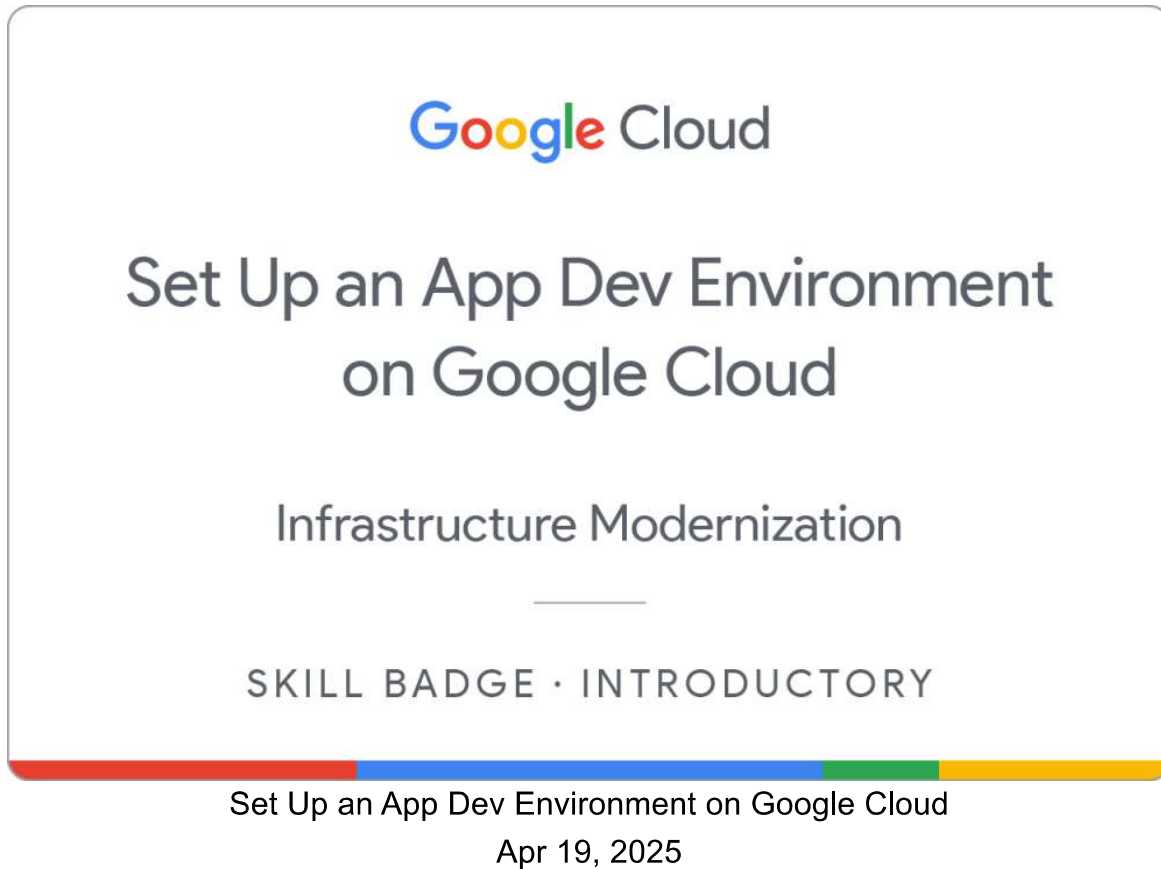 Google Cloud
Set Up an App Dev Environment
on Google Cloud
Infrastructure Modernization
SKILL BADGE · INTRODUCTORY
Set Up an App Dev Environment on Google Cloud
Apr 19, 2025